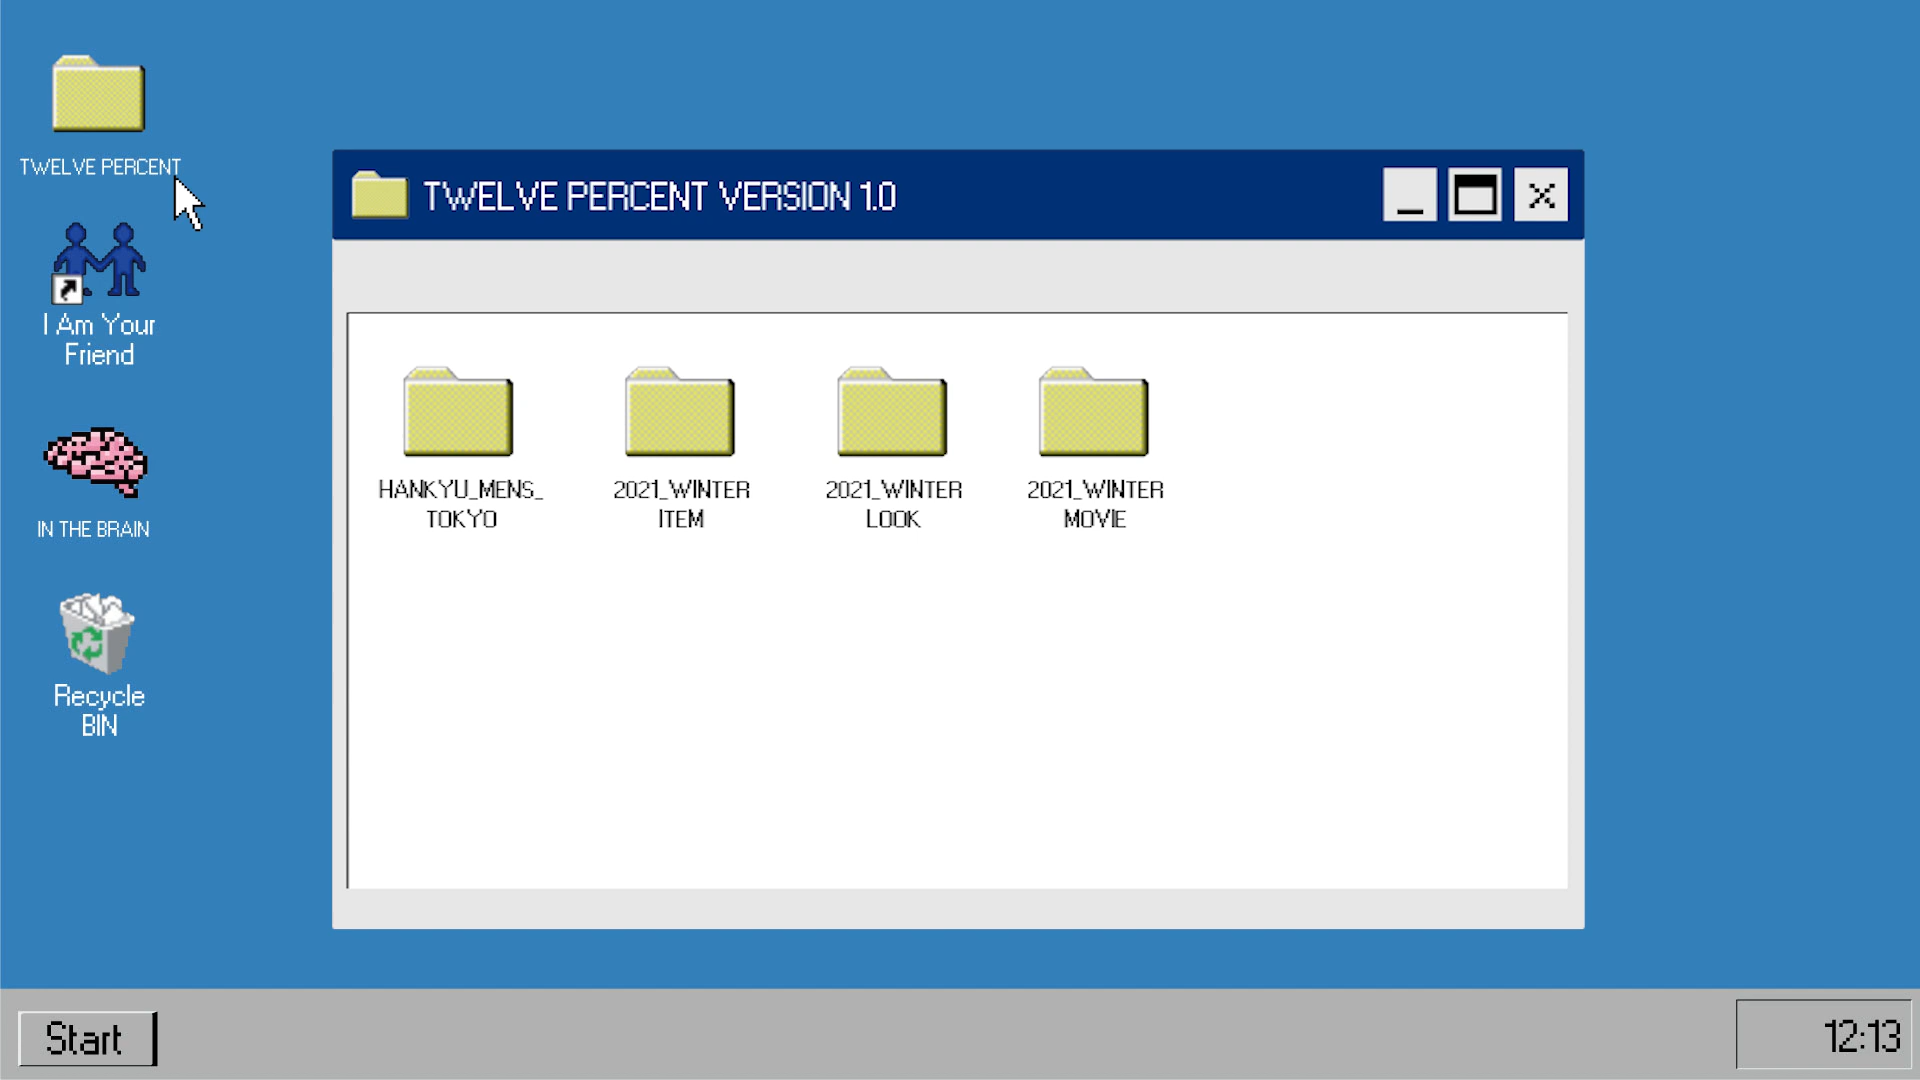 TWELVE PERCENT
I Am Your
Friend
IN THE BRAIN
Recycle
BIN
TWELVE PERCENT VERSION 1.0
HANKYU_MENS_
TOKYO
2021_WINTER
ITEM
2021_WINTER
LOOK
2021_WINTER
MOVIE
Start
12:13